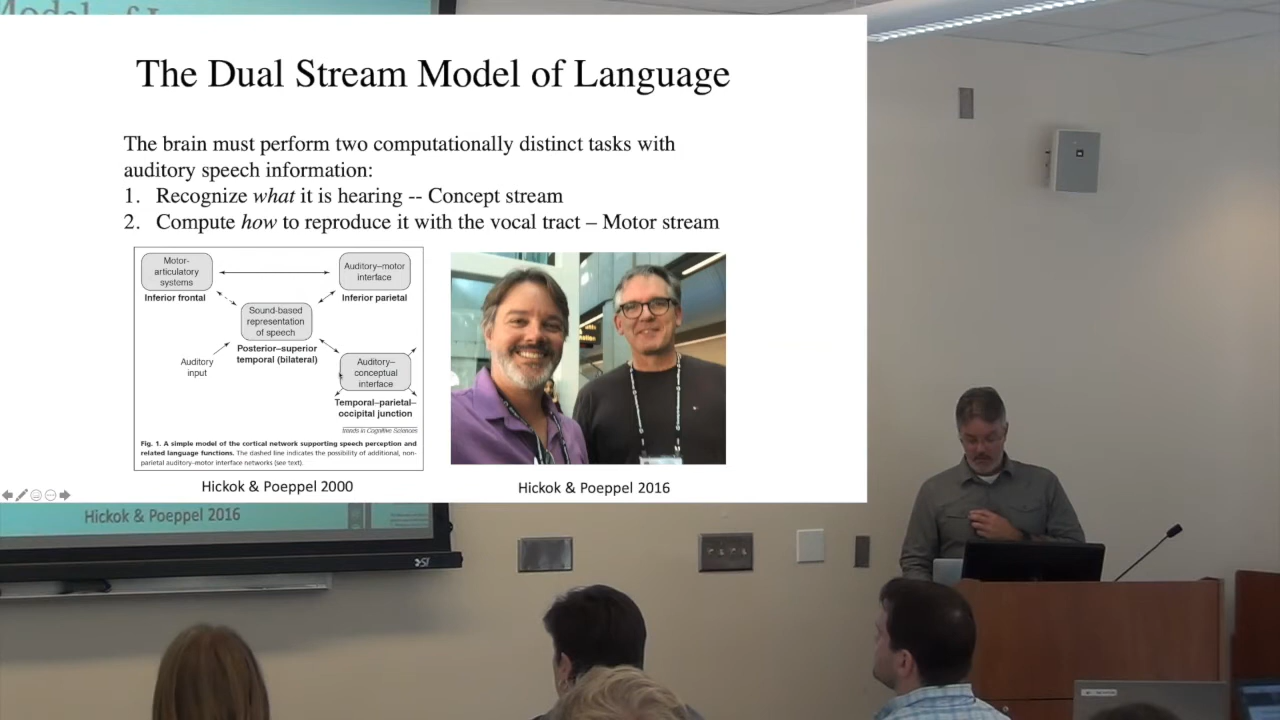 Model of L
The Dual Stream Model of Language
The brain must perform two computationally distinct tasks with
auditory speech information:
1. Recognize what it is hearing -- Concept stream
2. Compute how to reproduce it with the vocal tract – Motor stream
Motor-
articulatory
systems
Inferior frontal
Auditory–motor
interface
Inferior parietal
Sound-based
representation
of speech
Posterior–superior
temporal (bilateral)
Auditory
input
Auditory–
conceptual
interface
Temporal–parietal–
occipital junction
trends in Cognitive Sciences
Fig. 1. A simple model of the cortical network supporting speech perception and
related language functions. The dashed line indicates the possibility of additional, non-
parietal auditory–motor interface networks (see text).
Hickok & Poeppel 2000
Hickok & Poeppel 2016
Hickok & Poeppel 2016